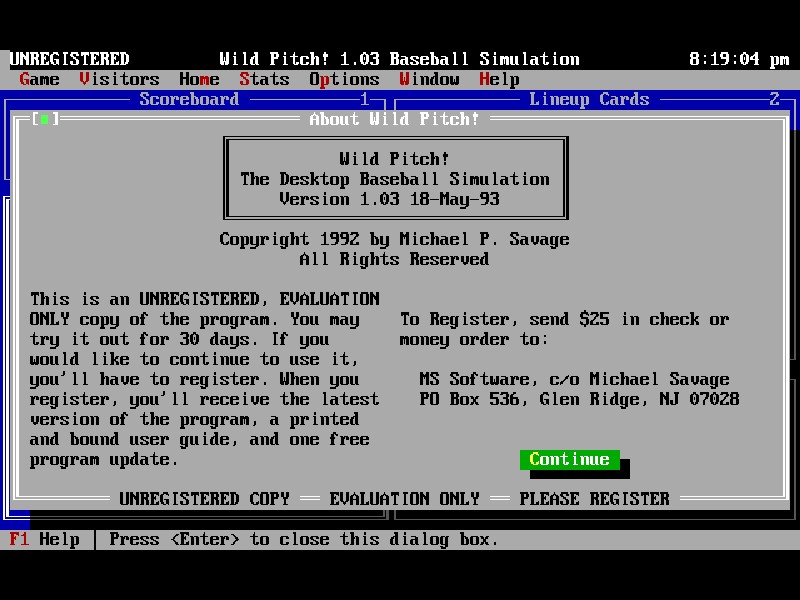 UNREGISTERED Wild Pitch! 1.03 Baseball Simulation 8:19:04 pm
Game Visitors Home Stats Options Window Help
Scoreboard 1 Lineup Cards 2
[■] About Wild Pitch!
Wild Pitch!
The Desktop Baseball Simulation
Version 1.03 18-May-93
Copyright 1992 by Michael P. Savage
All Rights Reserved
This is an UNREGISTERED, EVALUATION
ONLY copy of the program. You may
try it out for 30 days. If you
would like to continue to use it,
you'll have to register. When you
register, you'll receive the latest
version of the program, a printed
and bound user guide, and one free
program update.
To Register, send $25 in check or
money order to:
MS Software, c/o Michael Savage
PO Box 536, Glen Ridge, NJ 07028
Continue
UNREGISTERED COPY ══ EVALUATION ONLY ══ PLEASE REGISTER
F1 Help │ Press <Enter> to close this dialog box.